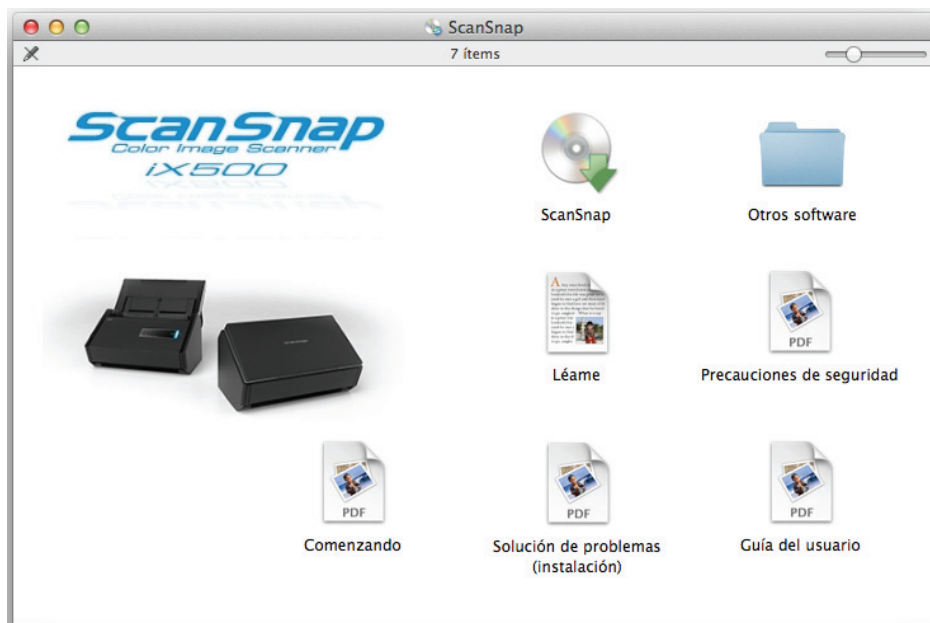 ScanSnap
7 ítems
ScanSnap
Color Image Scanner
iX500
ScanSnap
Otros software
Léame
PDF
Precauciones de seguridad
PDF
PDF
PDF
Comenzando
Solución de problemas
(instalación)
Guía del usuario